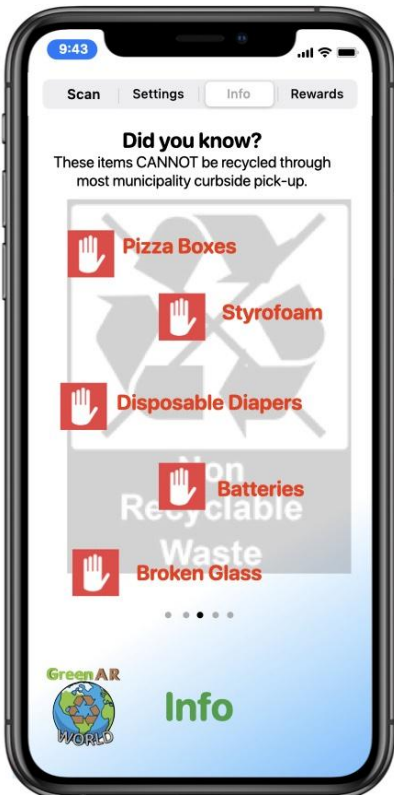 9:43
Scan
Settings
Info
Rewards
Did you know?
These items CANNOT be recycled through
most municipality curbside pick-up.
Pizza Boxes
Styrofoam
Disposable Diapers
Batteries
Non
Recyclable
Waste
Broken Glass
Green AR
WORLD
Info